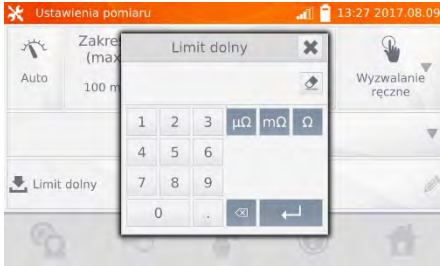 Ustawienia pomiaru
13:27 2017.08.09
Auto
Zakre
(max
100 m
Limit dolny
Wyzwalanie
ręczne
1 2 3 μΩ mΩ Ω
4 5 6
7 8 9
0 .
Limit dolny